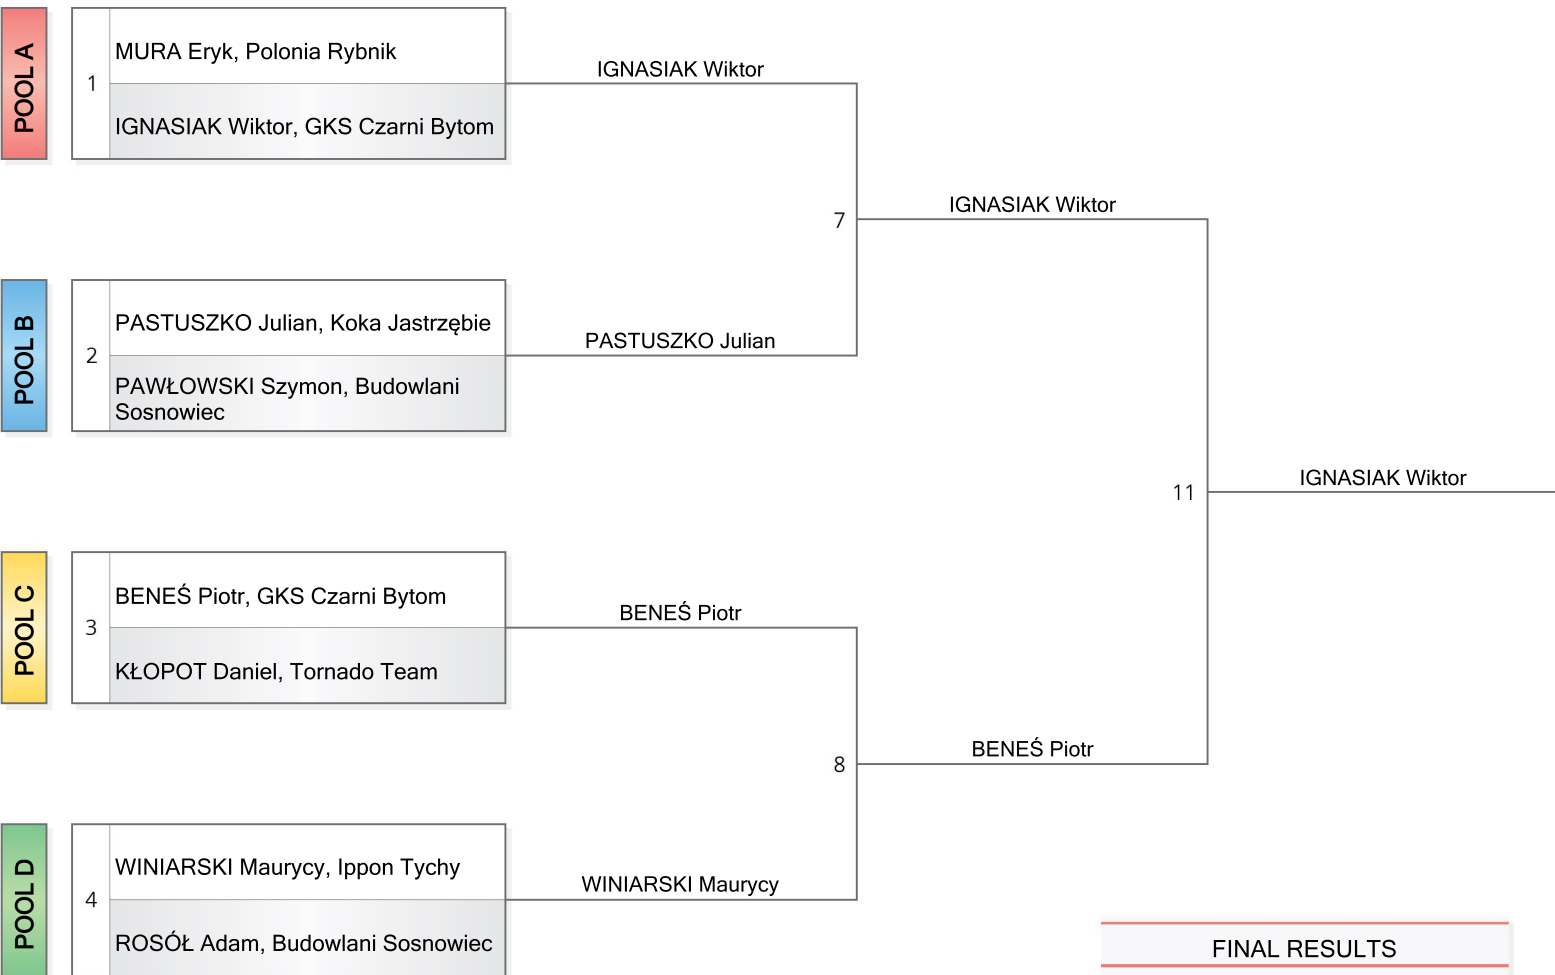 POOL A
1
MURA Eryk, Polonia Rybnik
IGNASIAK Wiktor, GKS Czarni Bytom
IGNASIAK Wiktor
7
IGNASIAK Wiktor
POOL B
2
PASTUSZKO Julian, Koka Jastrzębie
PAWŁOWSKI Szymon, Budowlani
Sosnowiec
PASTUSZKO Julian
11
IGNASIAK Wiktor
POOL C
3
BENEŚ Piotr, GKS Czarni Bytom
KŁOPOT Daniel, Tornado Team
BENEŚ Piotr
8
BENEŚ Piotr
POOL D
4
WINIARSKI Maurycy, Ippon Tychy
ROSÓŁ Adam, Budowlani Sosnowiec
WINIARSKI Maurycy
FINAL RESULTS